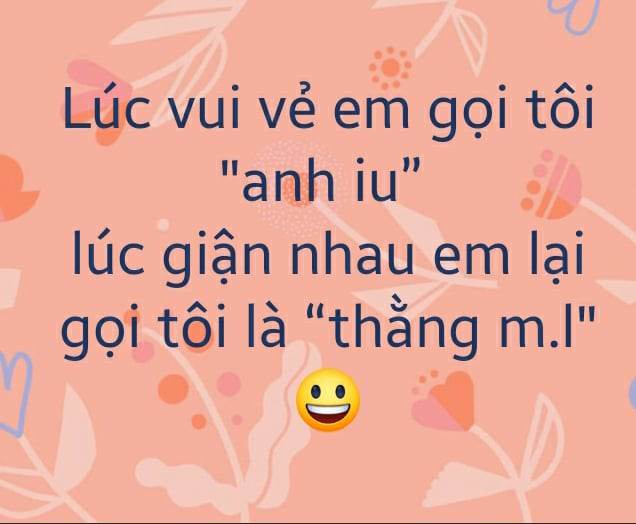 Lúc vui vẻ em gọi tôi
"anh iu”
lúc giận nhau em lại
gọi tôi là “thằng m.l"
😃